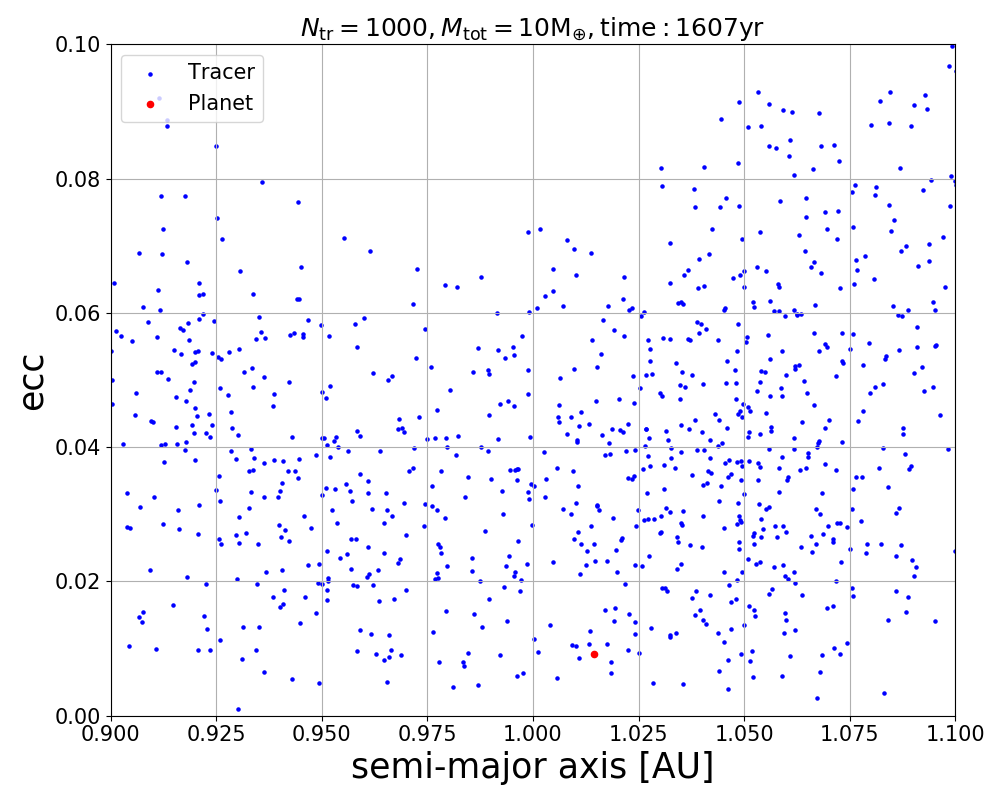 N_tr = 1000, M_tot = 10M_⊕, time : 1607yr
Tracer
Planet
ecc
0.10
0.08
0.06
0.04
0.02
0.00
0.900 0.925 0.950 0.975 1.000 1.025 1.050 1.075 1.100
semi-major axis [AU]